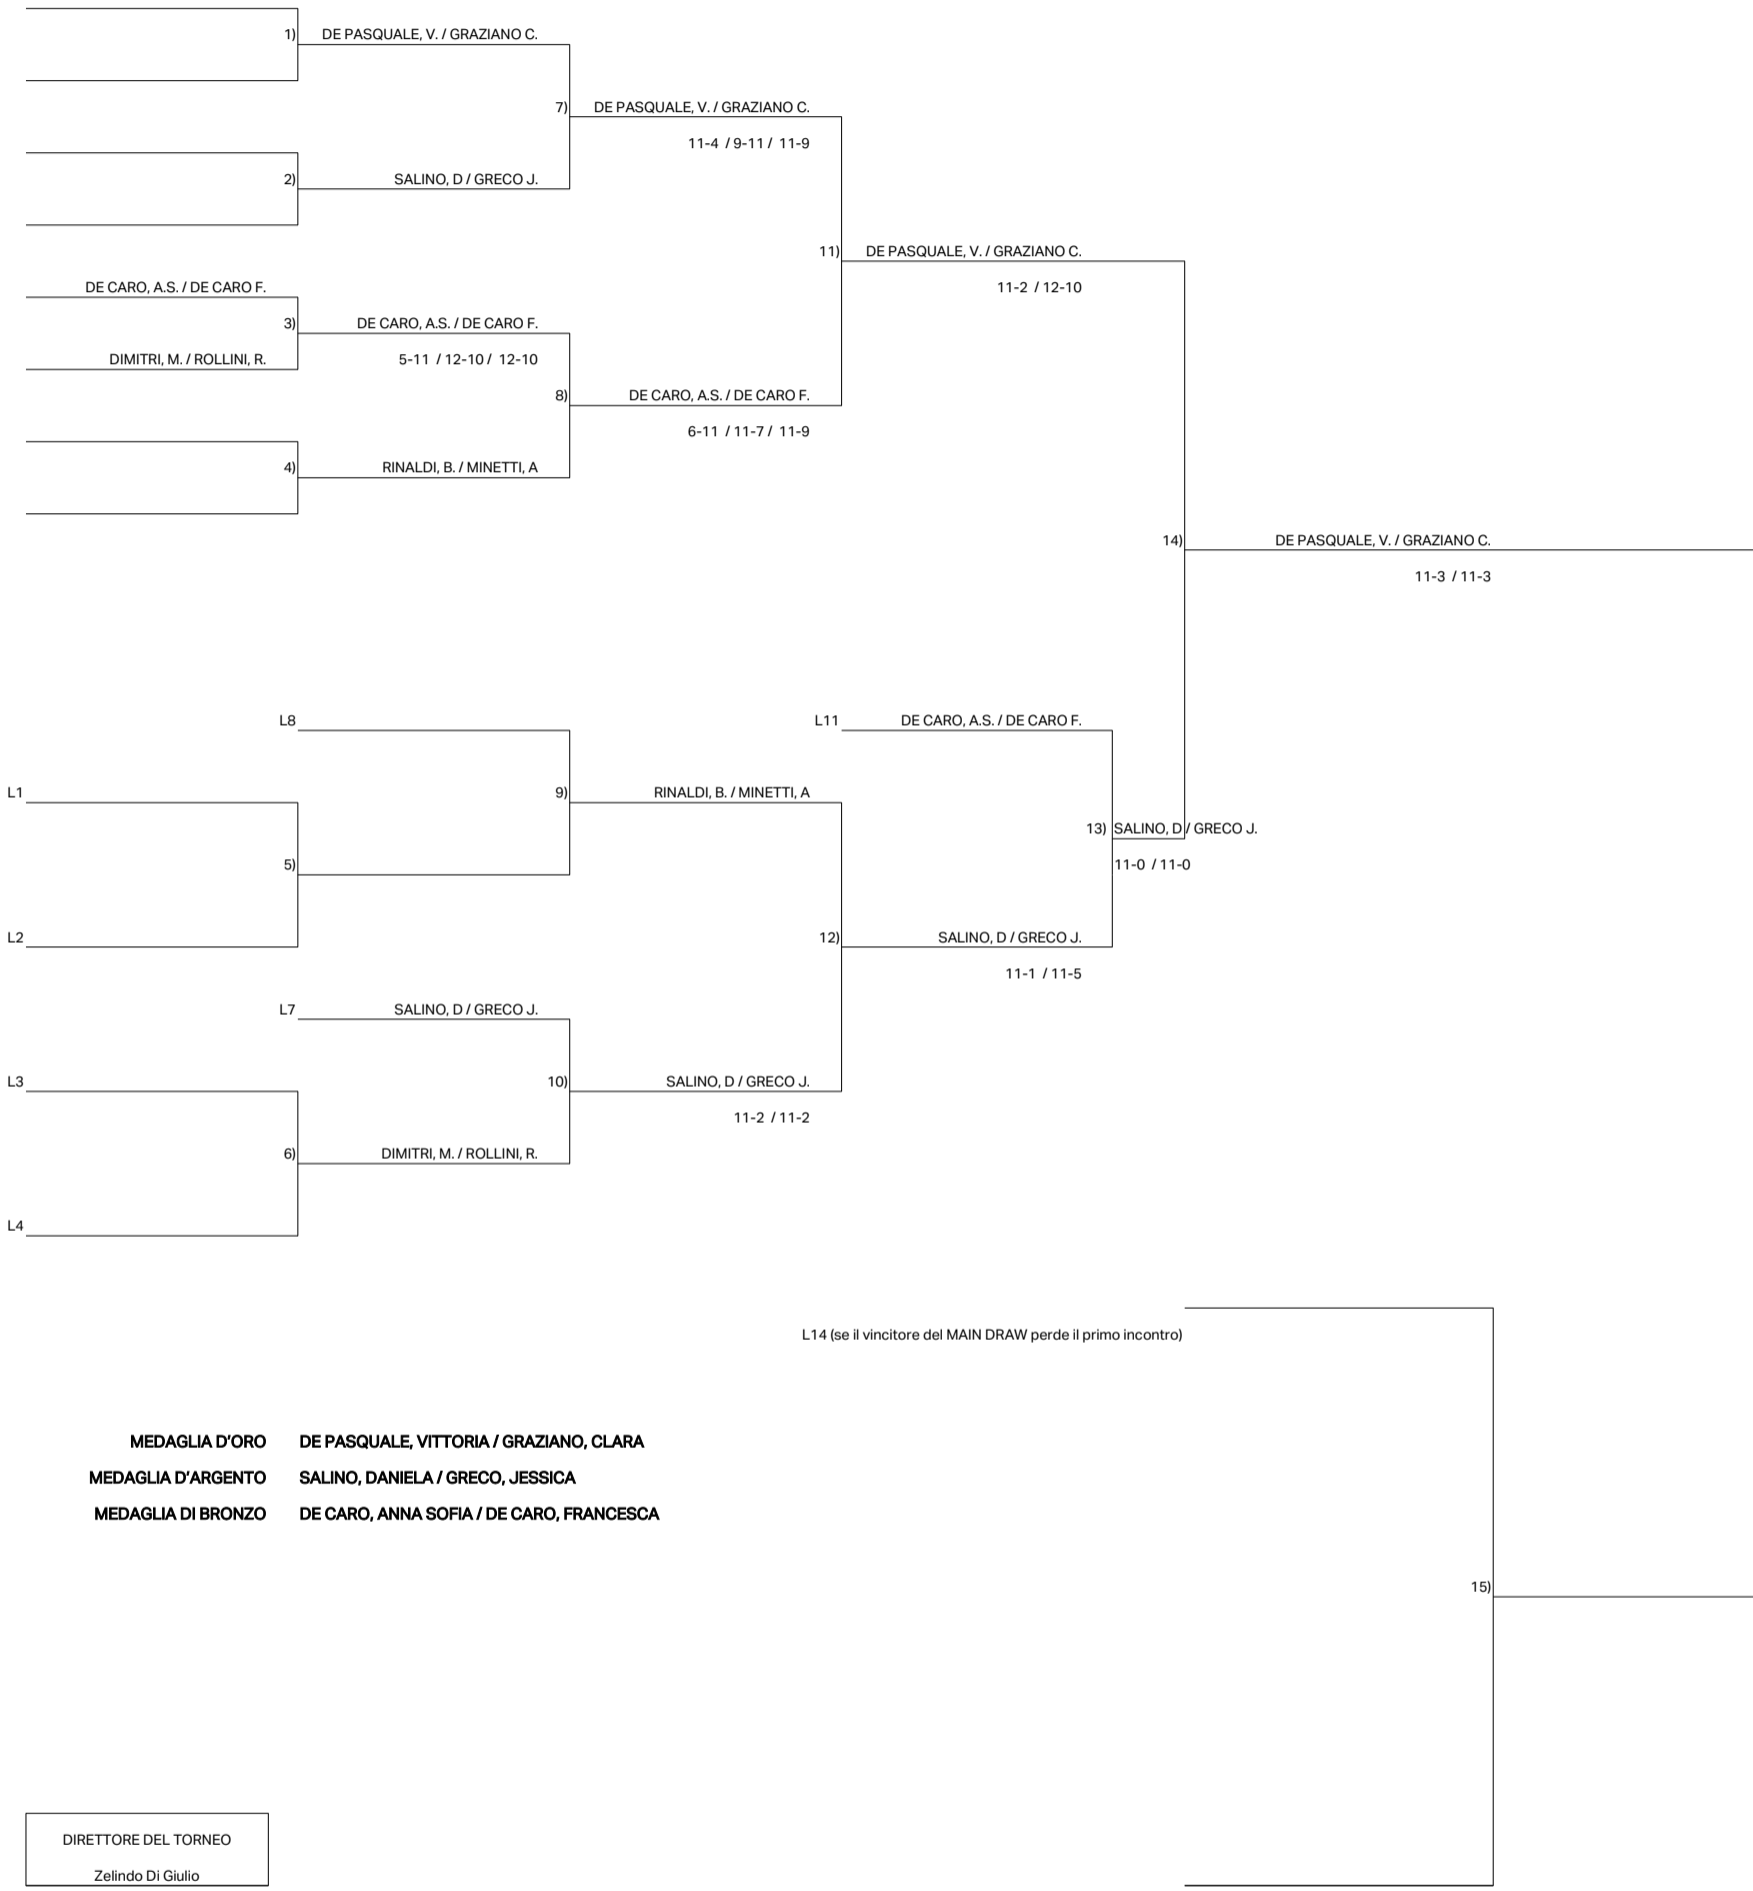 1) DE PASQUALE, V. / GRAZIANO C.
7) DE PASQUALE, V. / GRAZIANO C.
11-4 / 9-11 / 11-9
2) SALINO, D / GRECO J.
11) DE PASQUALE, V. / GRAZIANO C.
11-2 / 12-10
DE CARO, A.S. / DE CARO F.
3) DE CARO, A.S. / DE CARO F.
DIMITRI, M. / ROLLINI, R.
5-11 / 12-10 / 12-10
8) DE CARO, A.S. / DE CARO F.
6-11 / 11-7 / 11-9
4) RINALDI, B. / MINETTI, A
14) DE PASQUALE, V. / GRAZIANO C.
11-3 / 11-3
L8
L11 DE CARO, A.S. / DE CARO F.
L1
9) RINALDI, B. / MINETTI, A
13) SALINO, D / GRECO J.
11-0 / 11-0
5)
L2
12) SALINO, D / GRECO J.
11-1 / 11-5
L7 SALINO, D / GRECO J.
L3
10) SALINO, D / GRECO J.
11-2 / 11-2
6) DIMITRI, M. / ROLLINI, R.
L4
L14 (se il vincitore del MAIN DRAW perde il primo incontro)
MEDAGLIA D'ORO DE PASQUALE, VITTORIA / GRAZIANO, CLARA
MEDAGLIA D'ARGENTO SALINO, DANIELA / GRECO, JESSICA
MEDAGLIA DI BRONZO DE CARO, ANNA SOFIA / DE CARO, FRANCESCA
15)
DIRETTORE DEL TORNEO
Zelindo Di Giulio